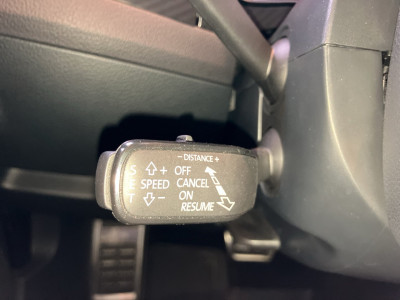 − DISTANCE +
S ⇧ + OFF
E SPEED CANCEL
T ⇩ − ON
RESUME